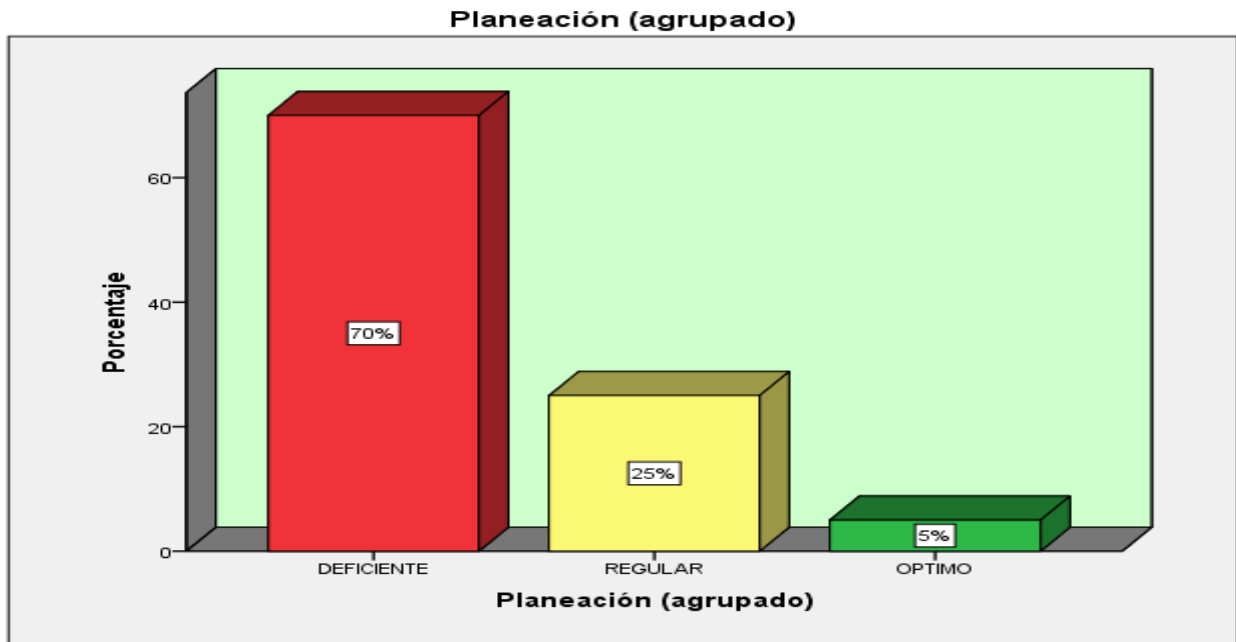 Planeación (agrupado)
Porcentaje
60
40
20
0
70%
25%
5%
DEFICIENTE
REGULAR
OPTIMO
Planeación (agrupado)